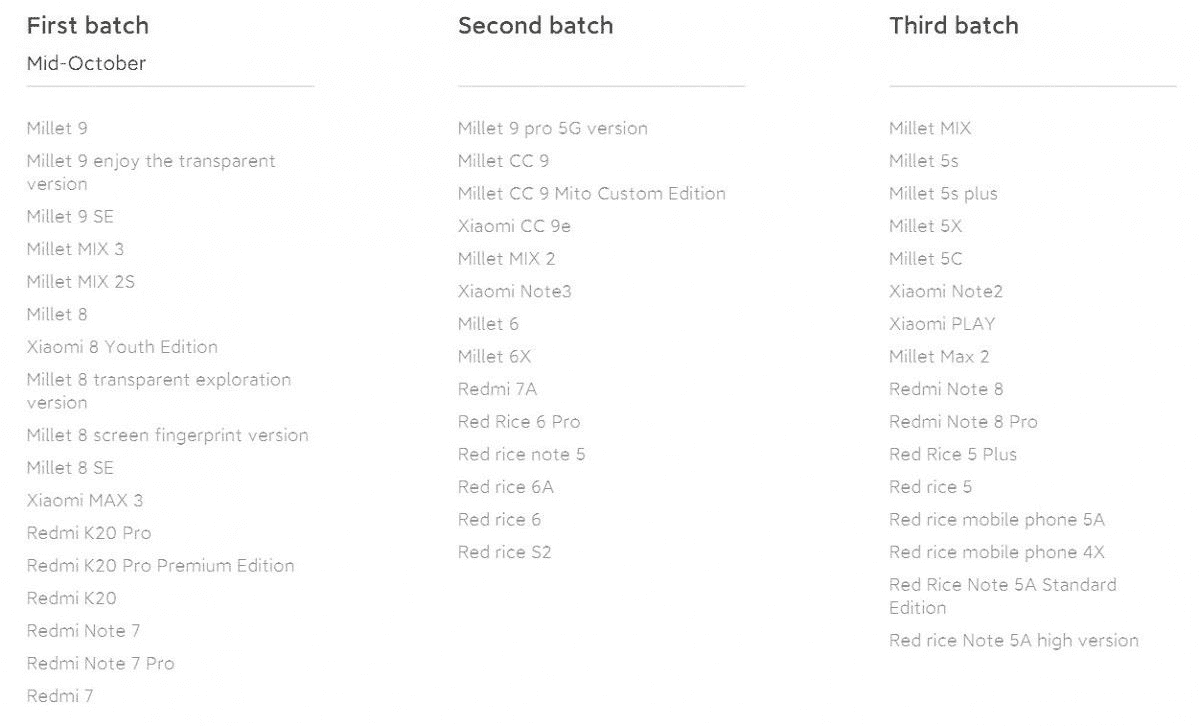 First batch
Mid-October
Millet 9
Millet 9 enjoy the transparent
version
Millet 9 SE
Millet MIX 3
Millet MIX 2S
Millet 8
Xiaomi 8 Youth Edition
Millet 8 transparent exploration
version
Millet 8 screen fingerprint version
Millet 8 SE
Xiaomi MAX 3
Redmi K20 Pro
Redmi K20 Pro Premium Edition
Redmi K20
Redmi Note 7
Redmi Note 7 Pro
Redmi 7
Second batch
Millet 9 pro 5G version
Millet CC 9
Millet CC 9 Mito Custom Edition
Xiaomi CC 9e
Millet MIX 2
Xiaomi Note3
Millet 6
Millet 6X
Redmi 7A
Red Rice 6 Pro
Red rice note 5
Red rice 6A
Red rice 6
Red rice S2
Third batch
Millet MIX
Millet 5s
Millet 5s plus
Millet 5X
Millet 5C
Xiaomi Note2
Xiaomi PLAY
Millet Max 2
Redmi Note 8
Redmi Note 8 Pro
Red Rice 5 Plus
Red rice 5
Red rice mobile phone 5A
Red rice mobile phone 4X
Red Rice Note 5A Standard
Edition
Red rice Note 5A high version